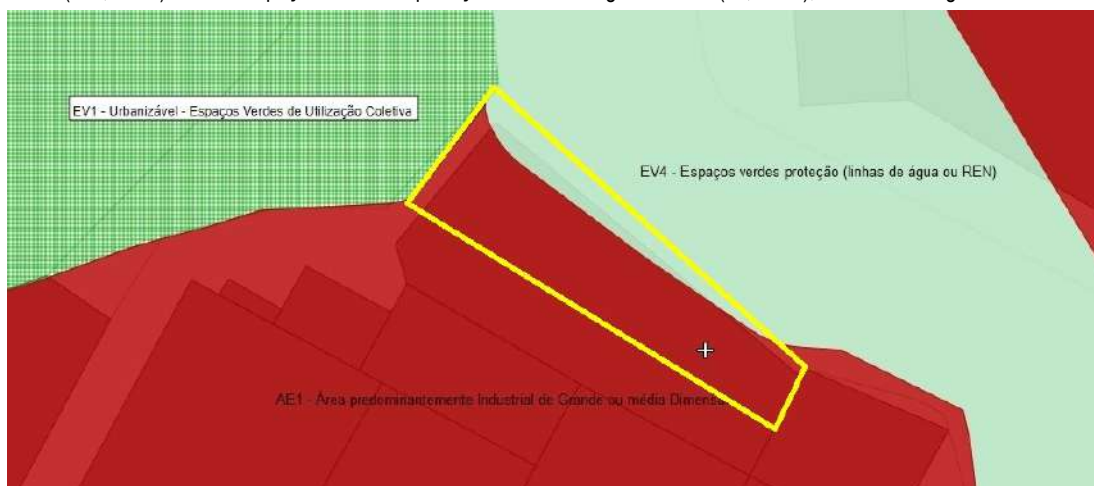 EV1 - Urbanizável - Espaços Verdes de Utilização Coletiva
EV4 - Espaços verdes proteção (linhas de água ou REN)
AE1 - Área predominantemente Industrial de Grande ou média